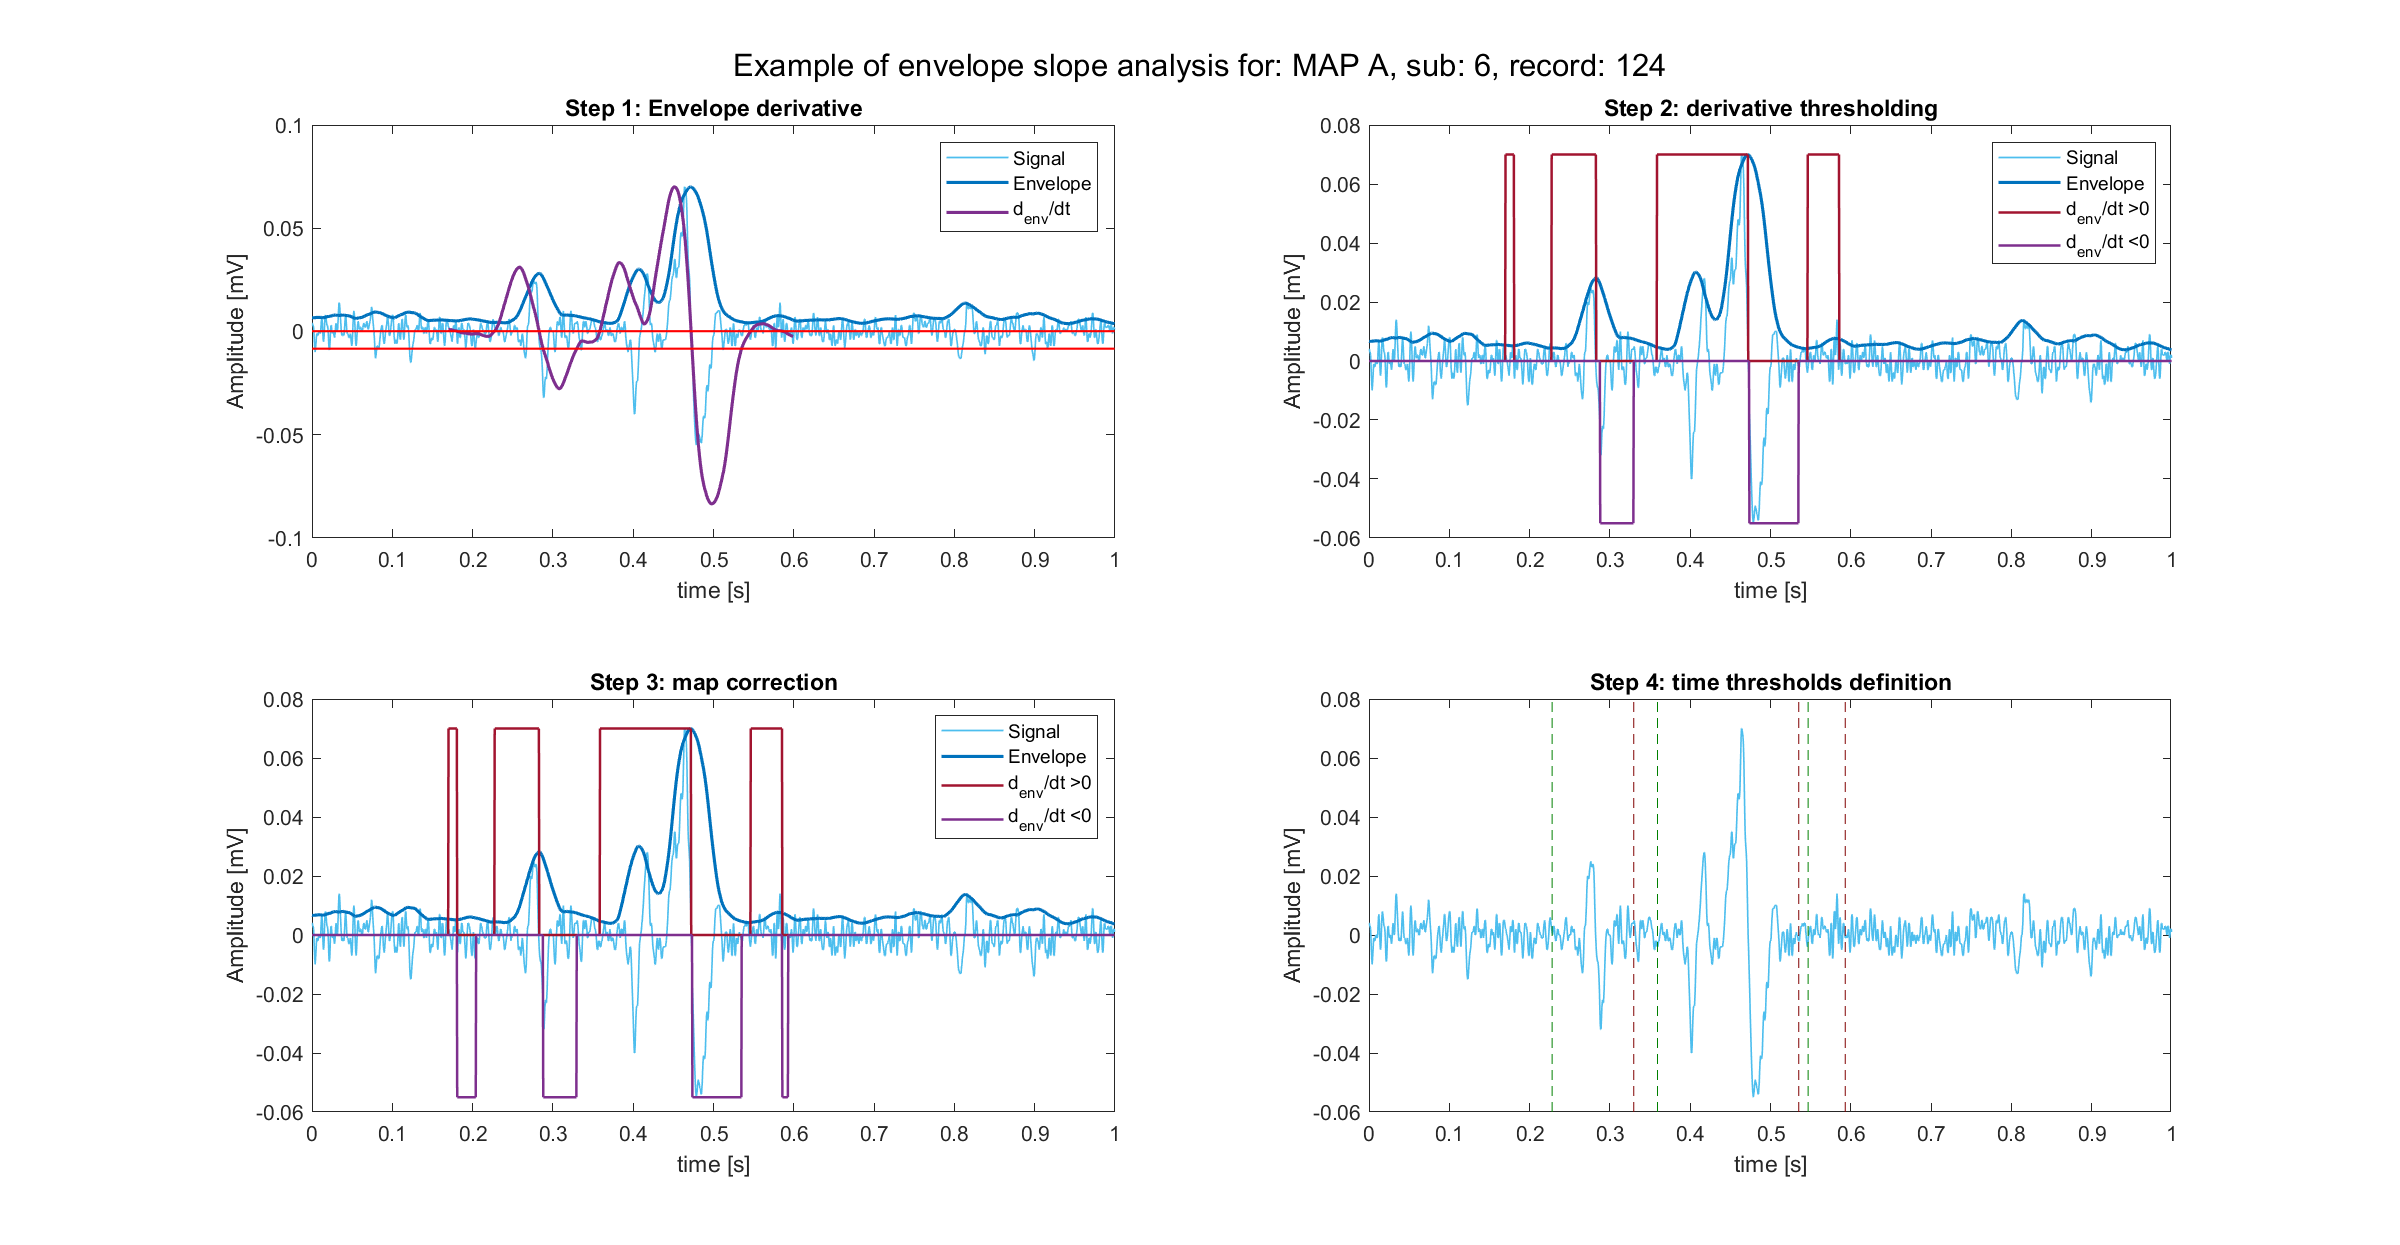 Example of envelope slope analysis for: MAP A, sub: 6, record: 124
Step 1: Envelope derivative
0.1
0.05
0
-0.05
-0.1
Amplitude [mV]
0 0.1 0.2 0.3 0.4 0.5 0.6 0.7 0.8 0.9 1
time [s]
Signal
Envelope
d_env/dt
Step 2: derivative thresholding
0.08
0.06
0.04
0.02
0
-0.02
-0.04
-0.06
Amplitude [mV]
0 0.1 0.2 0.3 0.4 0.5 0.6 0.7 0.8 0.9 1
time [s]
Signal
Envelope
d_env/dt >0
d_env/dt <0
Step 3: map correction
0.08
0.06
0.04
0.02
0
-0.02
-0.04
-0.06
Amplitude [mV]
0 0.1 0.2 0.3 0.4 0.5 0.6 0.7 0.8 0.9 1
time [s]
Signal
Envelope
d_env/dt >0
d_env/dt <0
Step 4: time thresholds definition
0.08
0.06
0.04
0.02
0
-0.02
-0.04
-0.06
Amplitude [mV]
0 0.1 0.2 0.3 0.4 0.5 0.6 0.7 0.8 0.9 1
time [s]